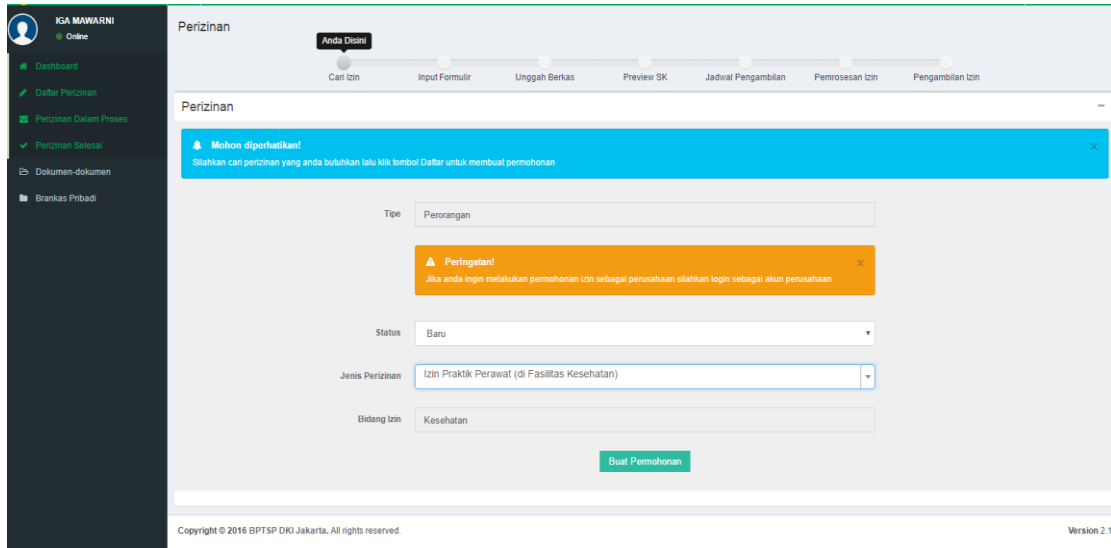 IGA MAWARNI
Online
Dashboard
Daftar Perizinan
Perizinan Dalam Proses
Perizinan Selesai
Dokumen-dokumen
Brankas Pribadi
Perizinan
Anda Disini
Cari Izin Input Formulir Unggah Berkas Preview SK Jadwal Pengambilan Pemrosesan Izin Pengambilan Izin
Perizinan
Mohon diperhatikan!
Silahkan cari perizinan yang anda butuhkan lalu klik tombol Daftar untuk membuat permohonan
Tipe Perorangan
Peringatan!
Jika anda ingin melakukan permohonan izin sebagai perusahaan silahkan login sebagai akun perusahaan
Status Baru
Jenis Perizinan Izin Praktik Perawat (di Fasilitas Kesehatan)
Bidang Izin Kesehatan
Buat Permohonan
Copyright © 2016 BPTSP DKI Jakarta. All rights reserved. Version 2.1